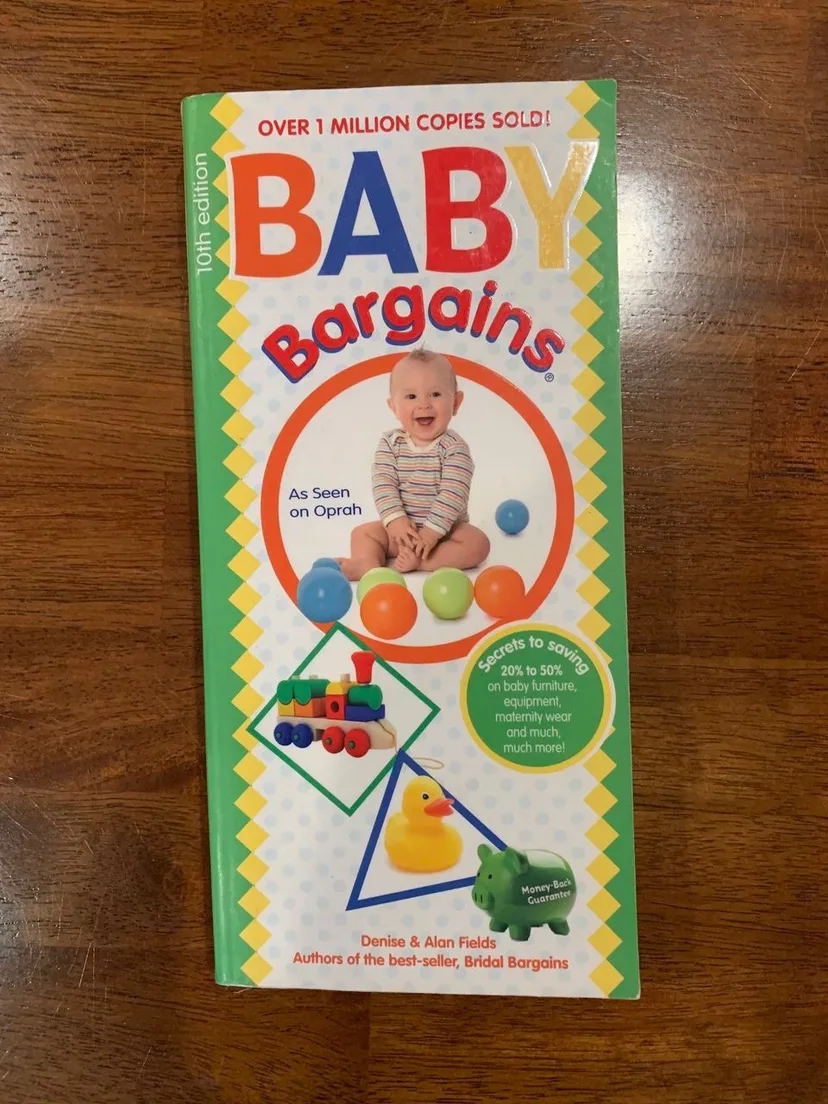 OVER 1 MILLION COPIES SOLD!
10th edition
BABY
Bargains®
As Seen
on Oprah
Secrets to saving
20% to 50%
on baby furniture,
equipment,
maternity wear
and much,
much more!
Money-Back
Guarantee
Denise & Alan Fields
Authors of the best-seller, Bridal Bargains